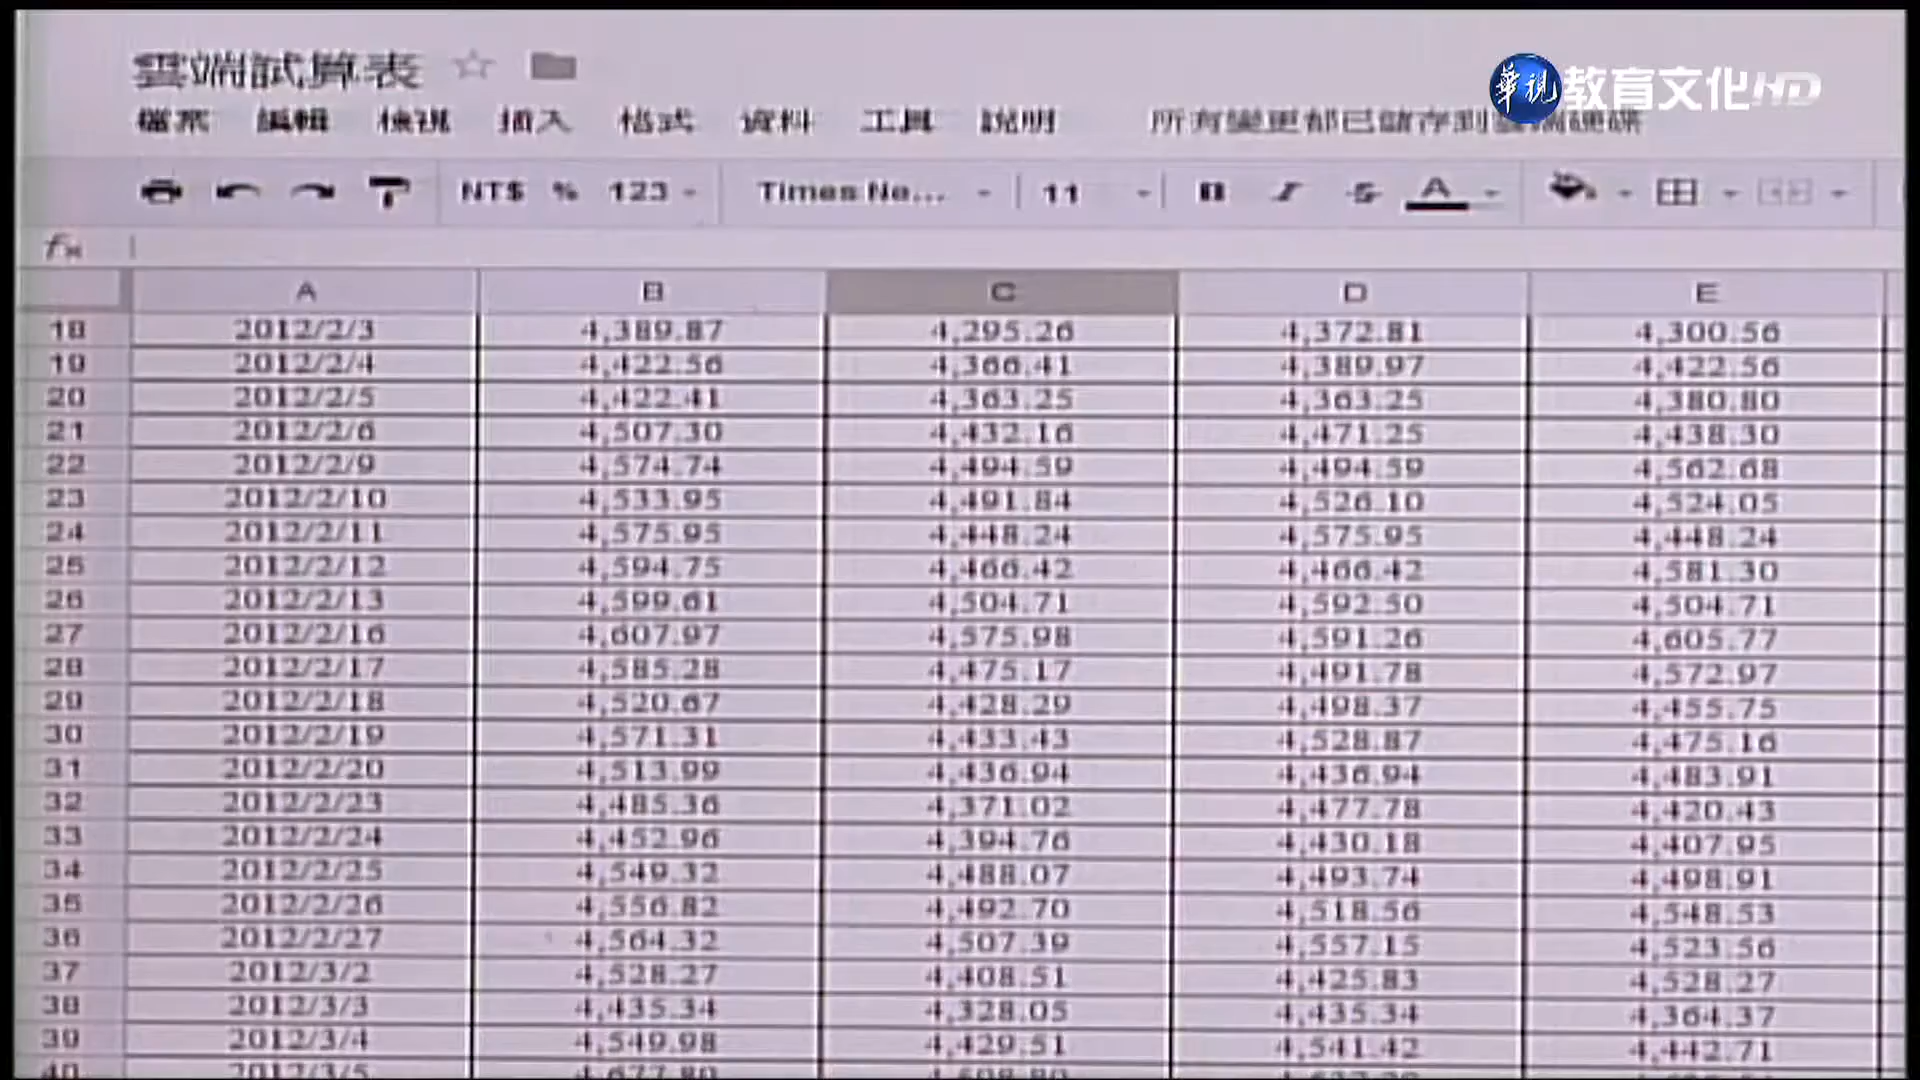 雲端試算表
華視 教育文化HD
檔案 編輯 檢視 插入 格式 資料 工具 說明 所有變更都已儲存到雲端硬碟
NT$ % 123 Times Ne... 11 B I S A
fx
A B C D E
18 2012/2/3 4,389.87 4,295.26 4,372.81 4,300.56
19 2012/2/4 4,422.56 4,366.41 4,389.97 4,422.56
20 2012/2/5 4,422.41 4,363.25 4,363.25 4,380.80
21 2012/2/6 4,507.30 4,432.16 4,471.25 4,438.30
22 2012/2/9 4,574.74 4,494.59 4,494.59 4,562.68
23 2012/2/10 4,533.95 4,491.84 4,526.10 4,524.05
24 2012/2/11 4,575.95 4,448.24 4,575.95 4,448.24
25 2012/2/12 4,594.75 4,466.42 4,466.42 4,581.30
26 2012/2/13 4,599.61 4,504.71 4,592.50 4,504.71
27 2012/2/16 4,607.97 4,575.98 4,591.26 4,605.77
28 2012/2/17 4,585.28 4,475.17 4,491.78 4,572.97
29 2012/2/18 4,520.67 4,428.29 4,498.37 4,455.75
30 2012/2/19 4,571.31 4,433.43 4,528.87 4,475.16
31 2012/2/20 4,513.99 4,436.94 4,436.94 4,483.91
32 2012/2/23 4,485.36 4,371.02 4,477.78 4,420.43
33 2012/2/24 4,452.96 4,394.76 4,430.18 4,407.95
34 2012/2/25 4,549.32 4,488.07 4,493.74 4,498.91
35 2012/2/26 4,556.82 4,492.70 4,518.56 4,548.53
36 2012/2/27 4,564.32 4,507.39 4,557.15 4,523.56
37 2012/3/2 4,528.27 4,408.51 4,425.83 4,528.27
38 2012/3/3 4,435.34 4,328.05 4,435.34 4,364.37
39 2012/3/4 4,549.98 4,429.51 4,541.42 4,442.71
40 2012/3/5